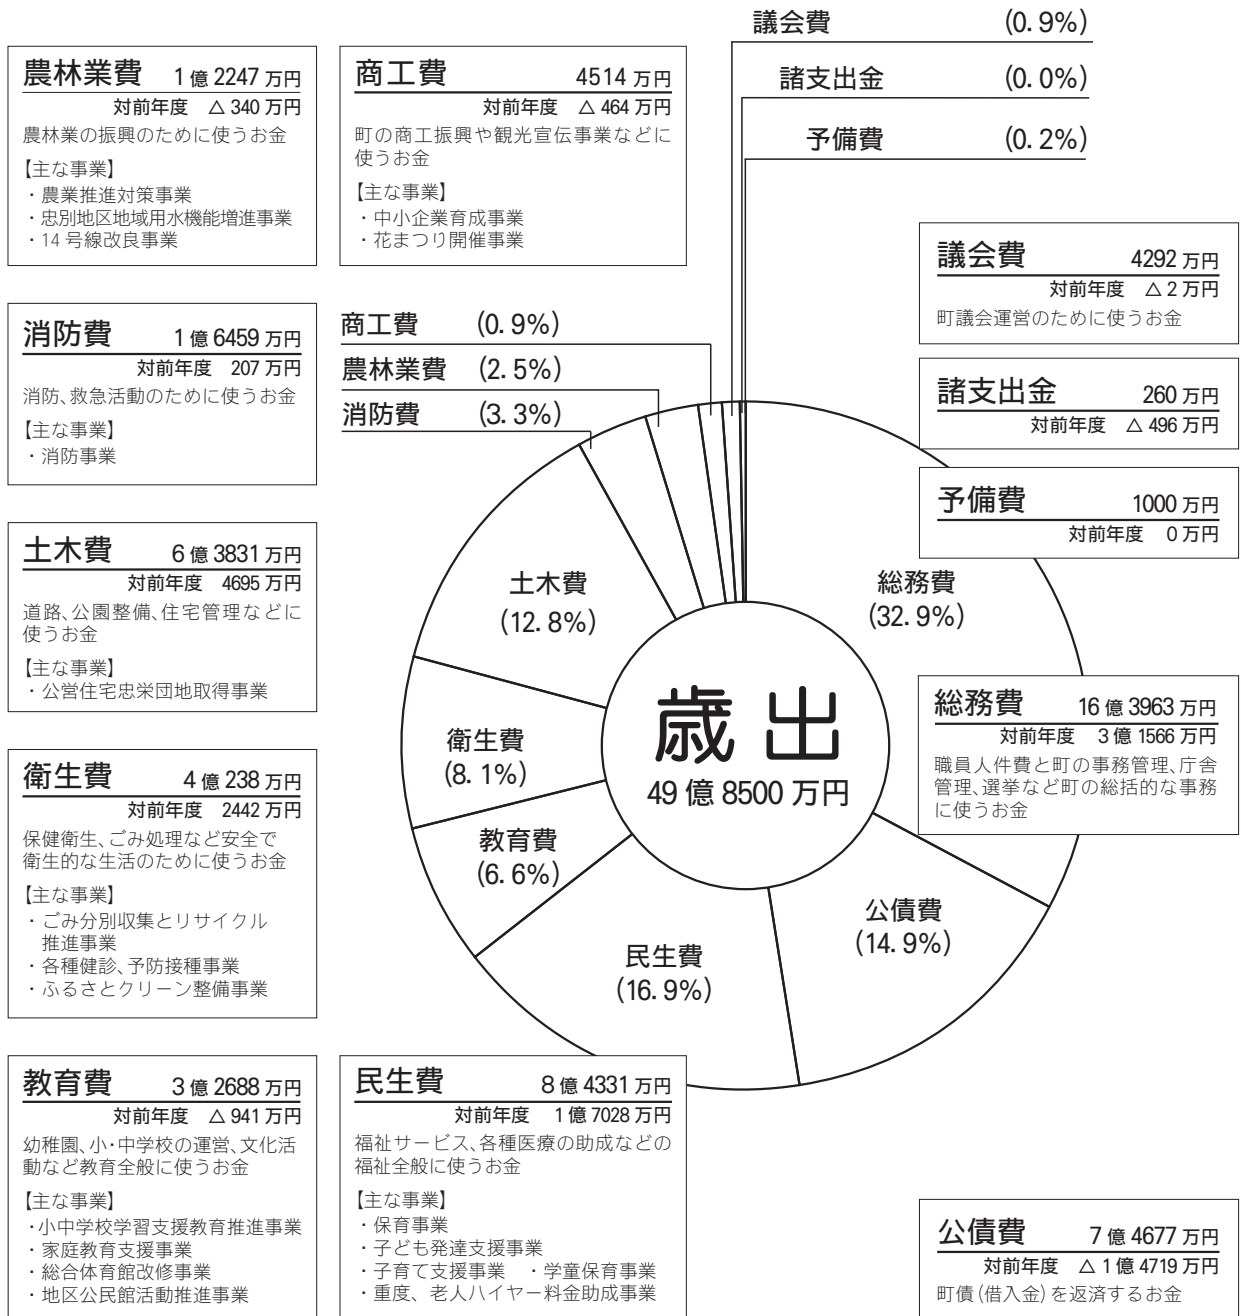 議会費 (0.9%)
諸支出金 (0.0%)
予備費 (0.2%)
農林業費 1億2247万円
対前年度 △340万円
農林業の振興のために使うお金
【主な事業】
・農業推進対策事業
・忠別地区地域用水機能増進事業
・14号線改良事業
商工費 4514万円
対前年度 △464万円
町の商工振興や観光宣伝事業などに
使うお金
【主な事業】
・中小企業育成事業
・花まつり開催事業
議会費 4292万円
対前年度 △2万円
町議会運営のために使うお金
消防費 1億6459万円
対前年度 207万円
消防、救急活動のために使うお金
【主な事業】
・消防事業
商工費 (0.9%)
農林業費 (2.5%)
消防費 (3.3%)
諸支出金 260万円
対前年度 △496万円
予備費 1000万円
対前年度 0万円
土木費 6億3831万円
対前年度 4695万円
道路、公園整備、住宅管理などに
使うお金
【主な事業】
・公営住宅忠栄団地取得事業
土木費
(12.8%)
総務費
(32.9%)
歳出
49億8500万円
総務費 16億3963万円
対前年度 3億1566万円
職員人件費と町の事務管理、庁舎
管理、選挙など町の総括的な事務
に使うお金
衛生費
(8.1%)
衛生費 4億238万円
対前年度 2442万円
保健衛生、ごみ処理など安全で
衛生的な生活のために使うお金
【主な事業】
・ごみ分別収集とリサイクル
推進事業
・各種健診、予防接種事業
・ふるさとクリーン整備事業
教育費
(6.6%)
民生費
(16.9%)
公債費
(14.9%)
教育費 3億2688万円
対前年度 △941万円
幼稚園、小・中学校の運営、文化活
動など教育全般に使うお金
【主な事業】
・小中学校学習支援教育推進事業
・家庭教育支援事業
・総合体育館改修事業
・地区公民館活動推進事業
民生費 8億4331万円
対前年度 1億7028万円
福祉サービス、各種医療の助成などの
福祉全般に使うお金
【主な事業】
・保育事業
・子ども発達支援事業
・子育て支援事業 ・学童保育事業
・重度、老人ハイヤー料金助成事業
公債費 7億4677万円
対前年度 △1億4719万円
町債(借入金)を返済するお金